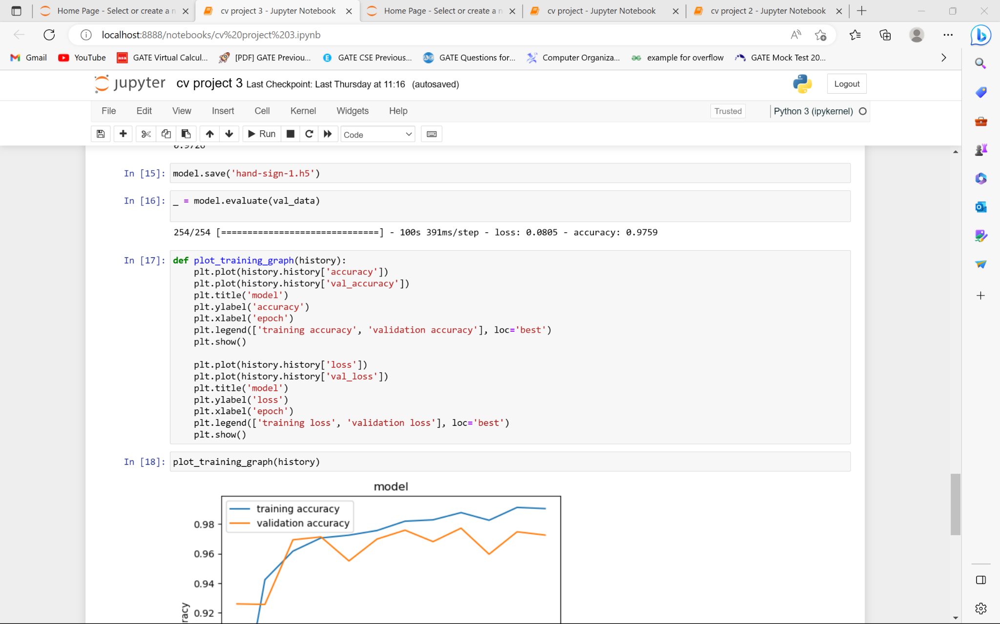 Home Page - Select or create a n
cv project 3 - Jupyter Notebook
Home Page - Select or create a n
cv project - Jupyter Notebook
cv project 2 - Jupyter Notebook
localhost:8888/notebooks/cv%20project%203.ipynb
Gmail
YouTube
GATE Virtual Calcul...
[PDF] GATE Previou...
GATE CSE Previous...
GATE Questions for...
Computer Organiza...
example for overflow
GATE Mock Test 20...
jupyter cv project 3 Last Checkpoint: Last Thursday at 11:16 (autosaved)
Logout
File Edit View Insert Cell Kernel Widgets Help
Trusted
Python 3 (ipykernel)
Run
Code
In [15]: model.save('hand-sign-1.h5')
In [16]: _ = model.evaluate(val_data)
254/254 [==============================] - 100s 391ms/step - loss: 0.0805 - accuracy: 0.9759
In [17]: def plot_training_graph(history):
    plt.plot(history.history['accuracy'])
    plt.plot(history.history['val_accuracy'])
    plt.title('model')
    plt.ylabel('accuracy')
    plt.xlabel('epoch')
    plt.legend(['training accuracy', 'validation accuracy'], loc='best')
    plt.show()
    plt.plot(history.history['loss'])
    plt.plot(history.history['val_loss'])
    plt.title('model')
    plt.ylabel('loss')
    plt.xlabel('epoch')
    plt.legend(['training loss', 'validation loss'], loc='best')
    plt.show()
In [18]: plot_training_graph(history)
model
training accuracy
validation accuracy
0.98
0.96
0.94
0.92
racy